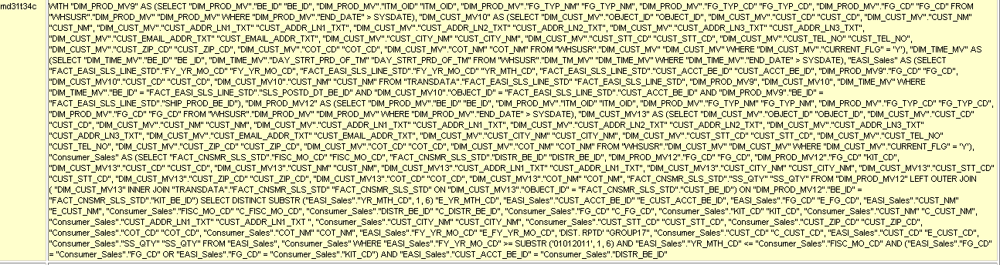 md31t34c
WITH "DIM_PROD_MV9" AS (SELECT "DIM_PROD_MV"."BE_ID" "BE_ID", "DIM_PROD_MV"."ITM_OID" "ITM_OID", "DIM_PROD_MV"."FG_TYP_NM" "FG_TYP_NM", "DIM_PROD_MV"."FG_TYP_CD" "FG_TYP_CD", "DIM_PROD_MV"."FG_CD" "FG_CD" FROM
"WHSUSR"."DIM_PROD_MV" "DIM_PROD_MV" WHERE "DIM_PROD_MV"."END_DATE" > SYSDATE), "DIM_CUST_MV10" AS (SELECT "DIM_CUST_MV"."OBJECT_ID" "OBJECT_ID", "DIM_CUST_MV"."CUST_CD" "CUST_CD", "DIM_CUST_MV"."CUST_NM"
"CUST_NM", "DIM_CUST_MV"."CUST_ADDR_LN1_TXT" "CUST_ADDR_LN1_TXT", "DIM_CUST_MV"."CUST_ADDR_LN2_TXT" "CUST_ADDR_LN2_TXT", "DIM_CUST_MV"."CUST_ADDR_LN3_TXT" "CUST_ADDR_LN3_TXT",
"DIM_CUST_MV"."CUST_EMAIL_ADDR_TXT" "CUST_EMAIL_ADDR_TXT", "DIM_CUST_MV"."CUST_CITY_NM" "CUST_CITY_NM", "DIM_CUST_MV"."CUST_STT_CD" "CUST_STT_CD", "DIM_CUST_MV"."CUST_TEL_NO" "CUST_TEL_NO",
"DIM_CUST_MV"."CUST_ZIP_CD" "CUST_ZIP_CD", "DIM_CUST_MV"."COT_CD" "COT_CD", "DIM_CUST_MV"."COT_NM" "COT_NM" FROM "WHSUSR"."DIM_CUST_MV" "DIM_CUST_MV" WHERE "DIM_CUST_MV"."CURRENT_FLG" = 'Y'), "DIM_TIME_MV" AS
(SELECT "DIM_TIME_MV"."BE_ID" "BE_ID", "DIM_TIME_MV"."DAY_STRT_PRD_OF_TM" "DAY_STRT_PRD_OF_TM" FROM "WHSUSR"."DIM_TM_MV" "DIM_TIME_MV" WHERE "DIM_TIME_MV"."END_DATE" > SYSDATE), "EASI_Sales" AS (SELECT
"FACT_EASI_SLS_LINE_STD"."FY_YR_MO_CD" "FY_YR_MO_CD", "FACT_EASI_SLS_LINE_STD"."FY_YR_MO_CD" "YR_MTH_CD", "FACT_EASI_SLS_LINE_STD"."CUST_ACCT_BE_ID" "CUST_ACCT_BE_ID", "DIM_PROD_MV9"."FG_CD" "FG_CD",
"DIM_CUST_MV10"."CUST_CD" "CUST_CD", "DIM_CUST_MV10"."CUST_NM" "CUST_NM" FROM "TRANSDATA"."FACT_EASI_SLS_LINE_STD" "FACT_EASI_SLS_LINE_STD", "DIM_PROD_MV9", "DIM_CUST_MV10", "DIM_TIME_MV" WHERE
"DIM_TIME_MV"."BE_ID" = "FACT_EASI_SLS_LINE_STD"."SLS_POSTD_DT_BE_ID" AND "DIM_CUST_MV10"."OBJECT_ID" = "FACT_EASI_SLS_LINE_STD"."CUST_ACCT_BE_ID" AND "DIM_PROD_MV9"."BE_ID" =
"FACT_EASI_SLS_LINE_STD"."SHIP_PROD_BE_ID"), "DIM_PROD_MV12" AS (SELECT "DIM_PROD_MV"."BE_ID" "BE_ID", "DIM_PROD_MV"."ITM_OID" "ITM_OID", "DIM_PROD_MV"."FG_TYP_NM" "FG_TYP_NM", "DIM_PROD_MV"."FG_TYP_CD" "FG_TYP_CD",
"DIM_PROD_MV"."FG_CD" "FG_CD" FROM "WHSUSR"."DIM_PROD_MV" "DIM_PROD_MV" WHERE "DIM_PROD_MV"."END_DATE" > SYSDATE), "DIM_CUST_MV13" AS (SELECT "DIM_CUST_MV"."OBJECT_ID" "OBJECT_ID", "DIM_CUST_MV"."CUST_CD"
"CUST_CD", "DIM_CUST_MV"."CUST_NM" "CUST_NM", "DIM_CUST_MV"."CUST_ADDR_LN1_TXT" "CUST_ADDR_LN1_TXT", "DIM_CUST_MV"."CUST_ADDR_LN2_TXT" "CUST_ADDR_LN2_TXT", "DIM_CUST_MV"."CUST_ADDR_LN3_TXT"
"CUST_ADDR_LN3_TXT", "DIM_CUST_MV"."CUST_EMAIL_ADDR_TXT" "CUST_EMAIL_ADDR_TXT", "DIM_CUST_MV"."CUST_CITY_NM" "CUST_CITY_NM", "DIM_CUST_MV"."CUST_STT_CD" "CUST_STT_CD", "DIM_CUST_MV"."CUST_TEL_NO"
"CUST_TEL_NO", "DIM_CUST_MV"."CUST_ZIP_CD" "CUST_ZIP_CD", "DIM_CUST_MV"."COT_CD" "COT_CD", "DIM_CUST_MV"."COT_NM" "COT_NM" FROM "WHSUSR"."DIM_CUST_MV" "DIM_CUST_MV" WHERE "DIM_CUST_MV"."CURRENT_FLG" = 'Y'),
"Consumer_Sales" AS (SELECT "FACT_CNSMR_SLS_STD"."FISC_MO_CD" "FISC_MO_CD", "FACT_CNSMR_SLS_STD"."DISTR_BE_ID" "DISTR_BE_ID", "DIM_PROD_MV12"."FG_CD" "FG_CD", "DIM_PROD_MV12"."FG_CD" "KIT_CD",
"DIM_CUST_MV13"."CUST_CD" "CUST_CD", "DIM_CUST_MV13"."CUST_NM" "CUST_NM", "DIM_CUST_MV13"."CUST_ADDR_LN1_TXT" "CUST_ADDR_LN1_TXT", "DIM_CUST_MV13"."CUST_CITY_NM" "CUST_CITY_NM", "DIM_CUST_MV13"."CUST_STT_CD"
"CUST_STT_CD", "DIM_CUST_MV13"."CUST_ZIP_CD" "CUST_ZIP_CD", "DIM_CUST_MV13"."COT_CD" "COT_CD", "DIM_CUST_MV13"."COT_NM" "COT_NM", "FACT_CNSMR_SLS_STD"."SS_QTY" "SS_QTY" FROM "DIM_PROD_MV12" LEFT OUTER JOIN
( "DIM_CUST_MV13" INNER JOIN "TRANSDATA"."FACT_CNSMR_SLS_STD" "FACT_CNSMR_SLS_STD" ON "DIM_CUST_MV13"."OBJECT_ID" = "FACT_CNSMR_SLS_STD"."CUST_BE_ID") ON "DIM_PROD_MV12"."BE_ID" =
"FACT_CNSMR_SLS_STD"."KIT_BE_ID") SELECT DISTINCT SUBSTR ("EASI_Sales"."YR_MTH_CD", 1, 6) "E_YR_MTH_CD", "EASI_Sales"."CUST_ACCT_BE_ID" "E_CUST_ACCT_BE_ID", "EASI_Sales"."FG_CD" "E_FG_CD", "EASI_Sales"."CUST_NM"
"E_CUST_NM", "Consumer_Sales"."FISC_MO_CD" "C_FISC_MO_CD", "Consumer_Sales"."DISTR_BE_ID" "C_DISTR_BE_ID", "Consumer_Sales"."FG_CD" "C_FG_CD", "Consumer_Sales"."KIT_CD" "KIT_CD", "Consumer_Sales"."CUST_NM" "C_CUST_NM",
"Consumer_Sales"."CUST_ADDR_LN1_TXT" "CUST_ADDR_LN1_TXT ", "Consumer_Sales"."CUST_CITY_NM" "CUST_CITY_NM", "Consumer_Sales"."CUST_STT_CD" "CUST_STT_CD", "Consumer_Sales"."CUST_ZIP_CD" "CUST_ZIP_CD",
"Consumer_Sales"."COT_CD" "COT_CD", "Consumer_Sales"."COT_NM" "COT_NM", "EASI_Sales"."FY_YR_MO_CD" "E_FY_YR_MO_CD", 'DIST. RPTD' "GROUP17", "Consumer_Sales"."CUST_CD" "C_CUST_CD", "EASI_Sales"."CUST_CD" "E_CUST_CD",
"Consumer_Sales"."SS_QTY" "SS_QTY" FROM "EASI_Sales", "Consumer_Sales" WHERE "EASI_Sales"."FY_YR_MO_CD" >= SUBSTR ('01012011', 1, 6) AND "EASI_Sales"."YR_MTH_CD" <= "Consumer_Sales"."FISC_MO_CD" AND ("EASI_Sales"."FG_CD"
= "Consumer_Sales"."FG_CD" OR "EASI_Sales"."FG_CD" = "Consumer_Sales"."KIT_CD") AND "EASI_Sales"."CUST_ACCT_BE_ID" = "Consumer_Sales"."DISTR_BE_ID"